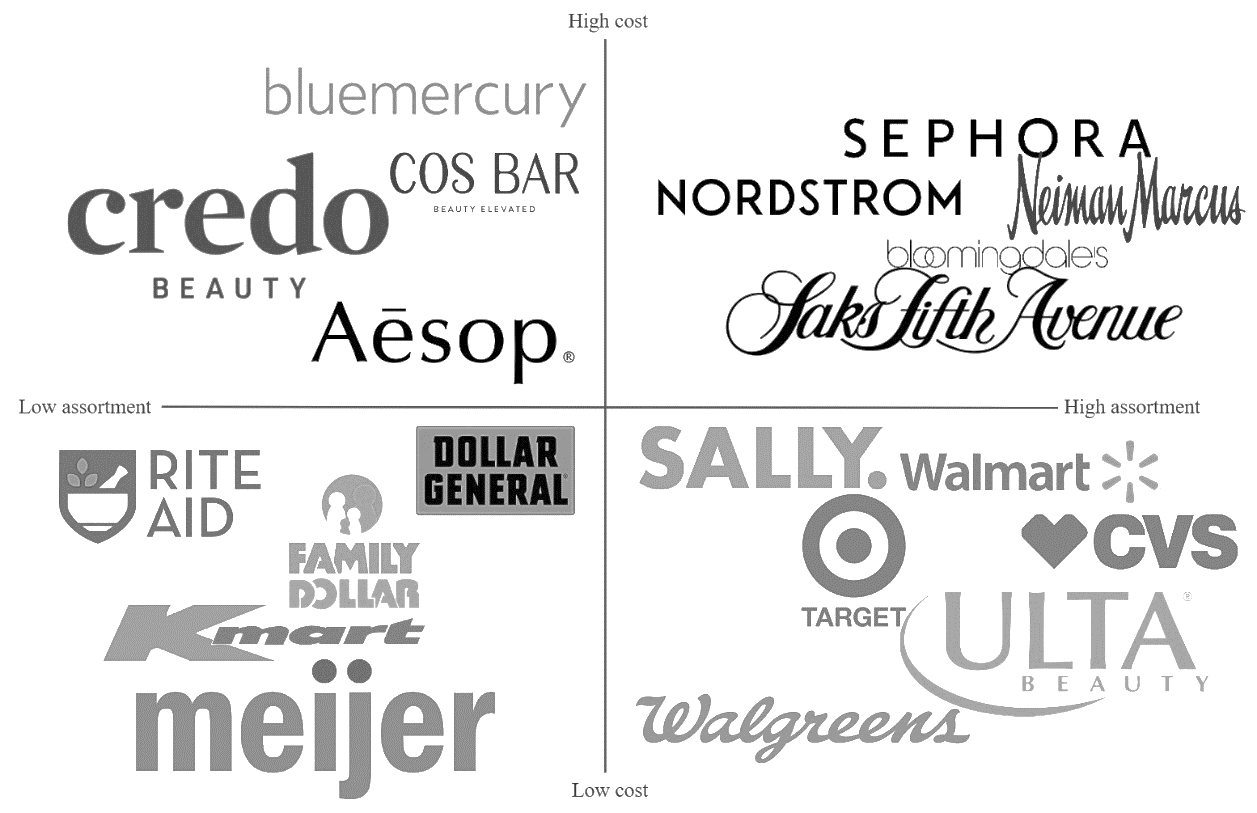 High cost
bluemercury
credo
BEAUTY
COS BAR
BEAUTY ELEVATED
Aēsop®
SEPHORA
NORDSTROM
Neiman Marcus
bloomingdale's
Saks Fifth Avenue
Low assortment
High assortment
RITE
AID
DOLLAR
GENERAL
FAMILY
DOLLAR
Kmart
meijer
SALLY.
Walmart
CVS
TARGET
ULTA®
BEAUTY
Walgreens
Low cost